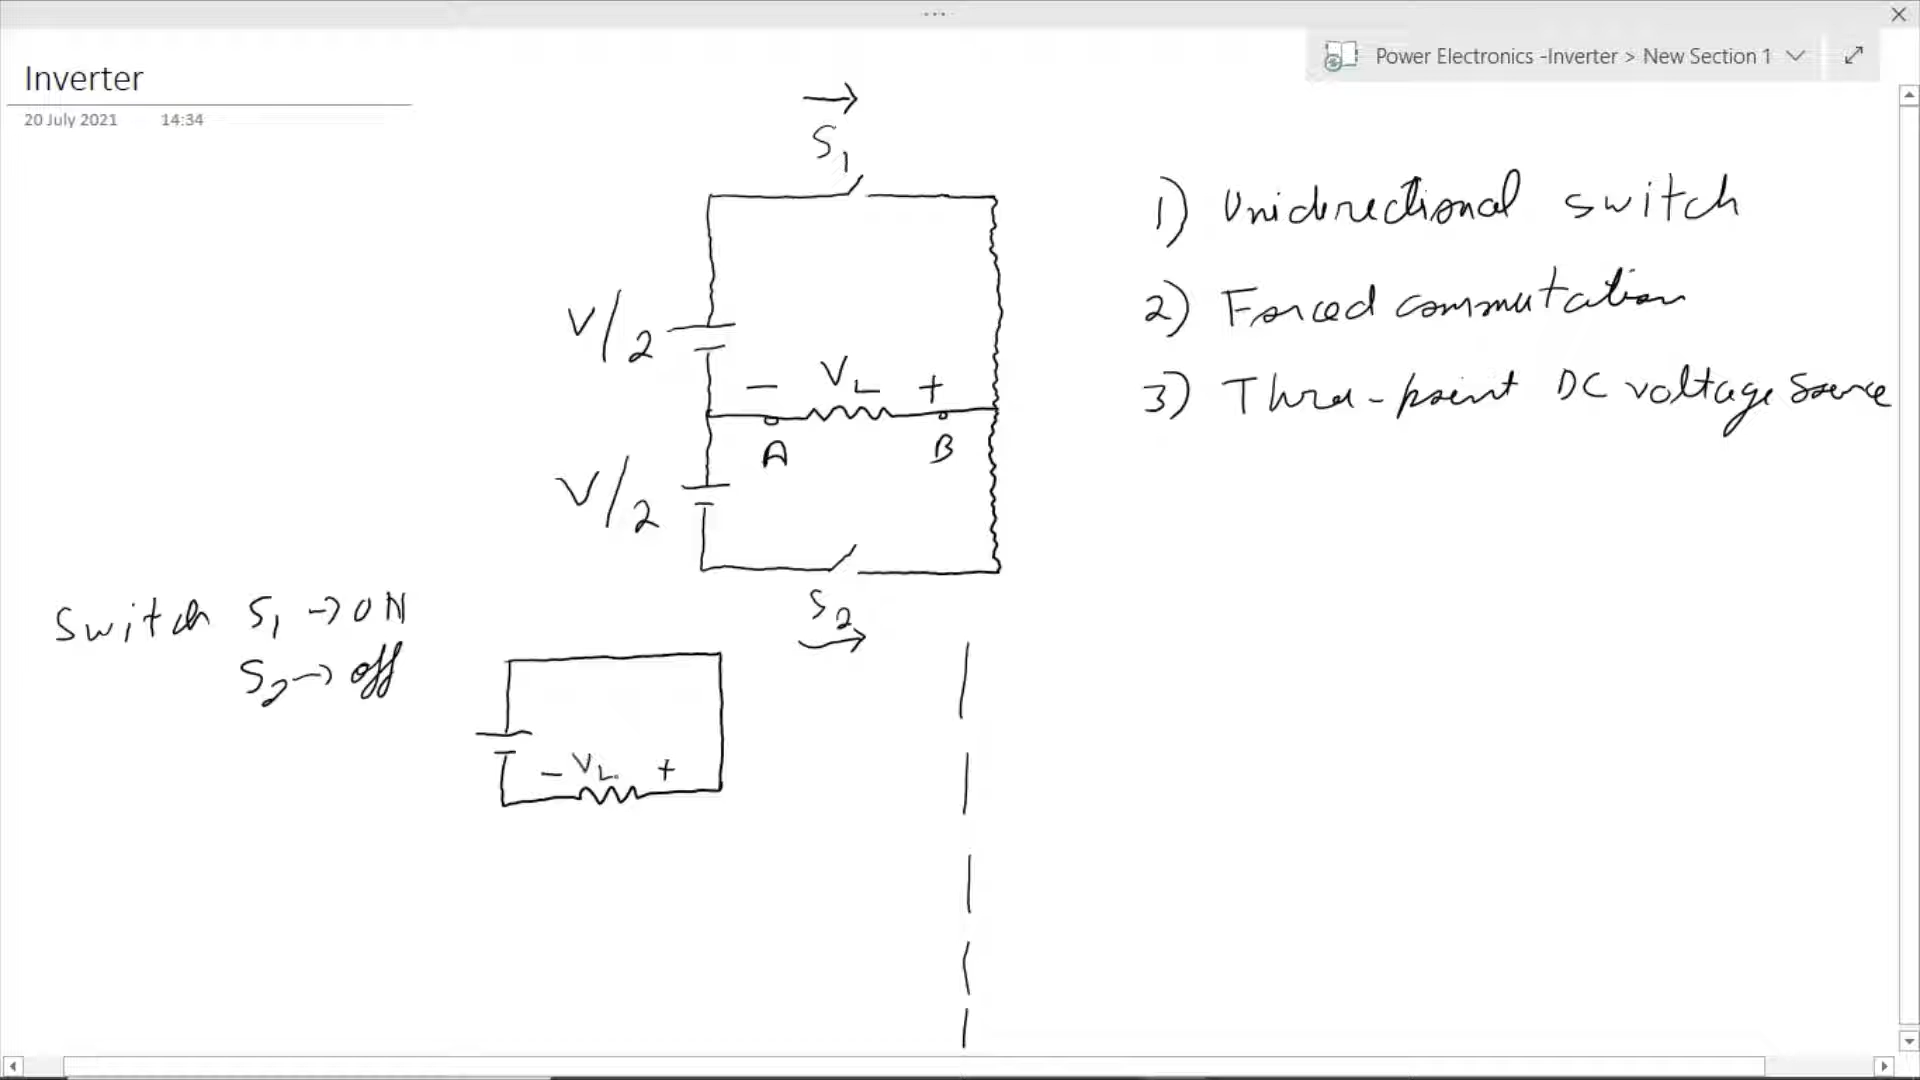 Power Electronics -Inverter > New Section 1
Inverter
20 July 2021 14:34
S1
1) Unidirectional switch
2) Forced commutation
3) Three-point DC voltage source
V/2
− VL +
A B
V/2
S2
Switch S1 → ON
S2 → off
− VL +